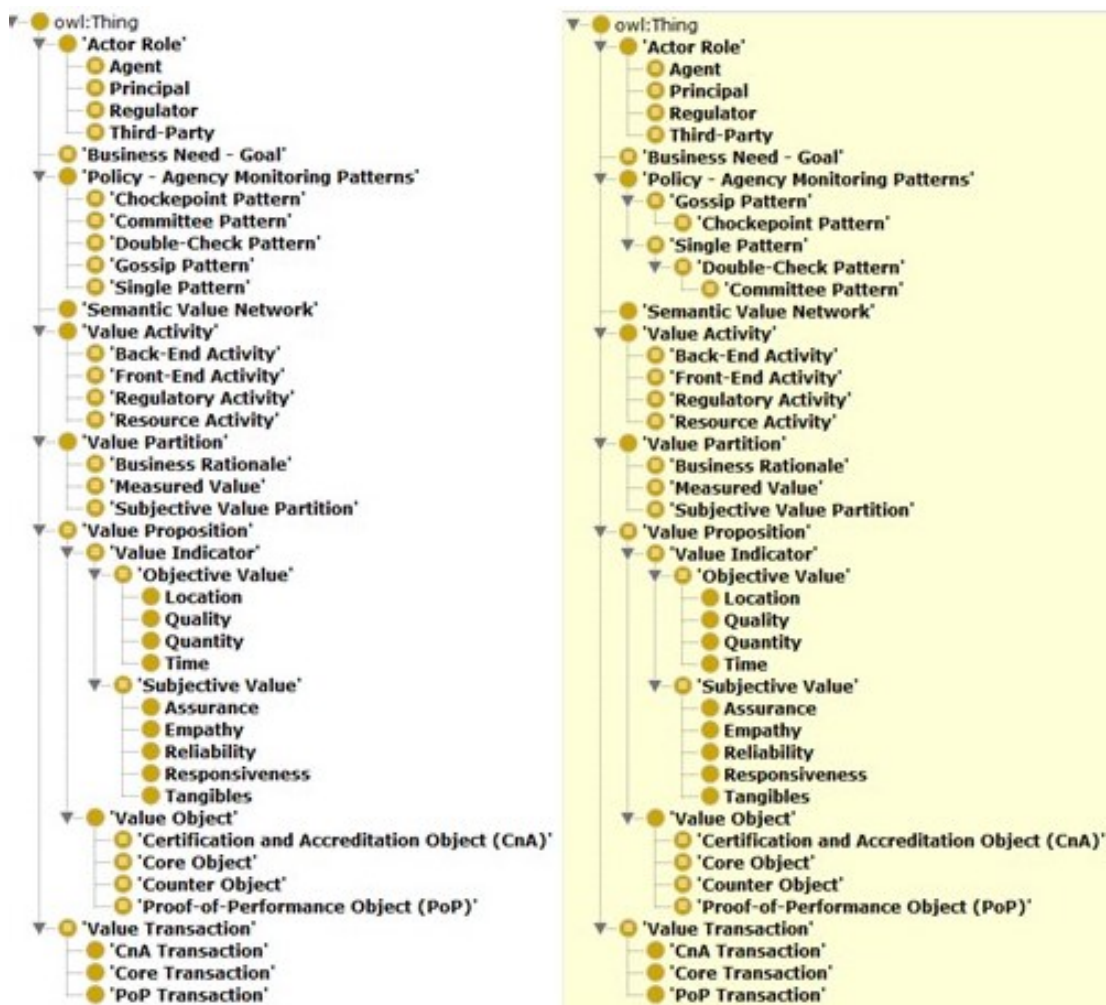 owl:Thing
'Actor Role'
Agent
Principal
Regulator
Third-Party
'Business Need - Goal'
'Policy - Agency Monitoring Patterns'
'Chockepoint Pattern'
'Committee Pattern'
'Double-Check Pattern'
'Gossip Pattern'
'Single Pattern'
'Semantic Value Network'
'Value Activity'
'Back-End Activity'
'Front-End Activity'
'Regulatory Activity'
'Resource Activity'
'Value Partition'
'Business Rationale'
'Measured Value'
'Subjective Value Partition'
'Value Proposition'
'Value Indicator'
'Objective Value'
Location
Quality
Quantity
Time
'Subjective Value'
Assurance
Empathy
Reliability
Responsiveness
Tangibles
'Value Object'
'Certification and Accreditation Object (CnA)'
'Core Object'
'Counter Object'
'Proof-of-Performance Object (PoP)'
'Value Transaction'
'CnA Transaction'
'Core Transaction'
'PoP Transaction'
owl:Thing
'Actor Role'
Agent
Principal
Regulator
Third-Party
'Business Need - Goal'
'Policy - Agency Monitoring Patterns'
'Gossip Pattern'
'Chockepoint Pattern'
'Single Pattern'
'Double-Check Pattern'
'Committee Pattern'
'Semantic Value Network'
'Value Activity'
'Back-End Activity'
'Front-End Activity'
'Regulatory Activity'
'Resource Activity'
'Value Partition'
'Business Rationale'
'Measured Value'
'Subjective Value Partition'
'Value Proposition'
'Value Indicator'
'Objective Value'
Location
Quality
Quantity
Time
'Subjective Value'
Assurance
Empathy
Reliability
Responsiveness
Tangibles
'Value Object'
'Certification and Accreditation Object (CnA)'
'Core Object'
'Counter Object'
'Proof-of-Performance Object (PoP)'
'Value Transaction'
'CnA Transaction'
'Core Transaction'
'PoP Transaction'